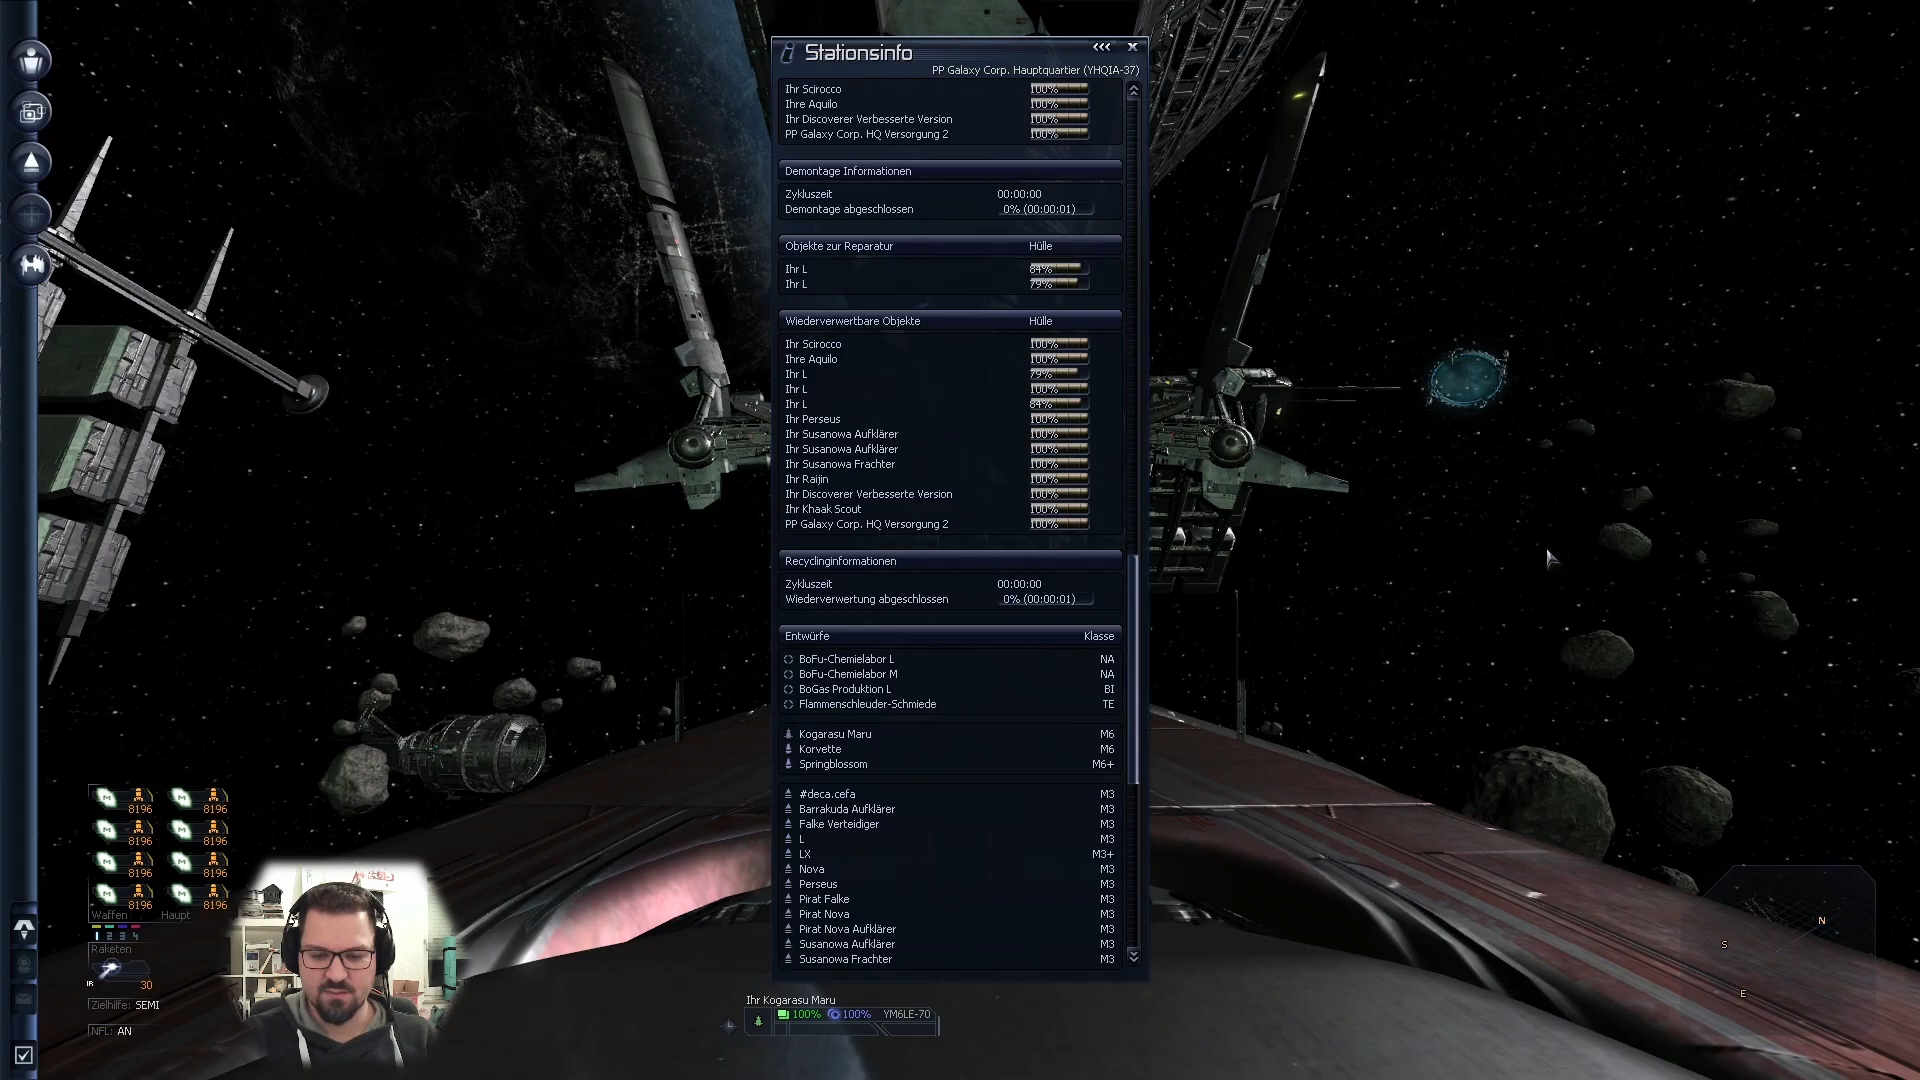 Stationsinfo
PP Galaxy Corp. Hauptquartier (YHQIA-37)
Ihr Scirocco 100%
Ihre Aquilo 100%
Ihr Discoverer Verbesserte Version 100%
PP Galaxy Corp. HQ Versorgung 2 100%
Demontage Informationen
Zykluszeit 00:00:00
Demontage abgeschlossen 0% (00:00:01)
Objekte zur Reparatur Hülle
Ihr L 84%
Ihr L 79%
Wiederverwertbare Objekte Hülle
Ihr Scirocco 100%
Ihre Aquilo 100%
Ihr L 79%
Ihr L 100%
Ihr L 84%
Ihr Perseus 100%
Ihr Susanowa Aufklärer 100%
Ihr Susanowa Aufklärer 100%
Ihr Susanowa Frachter 100%
Ihr Raijin 100%
Ihr Discoverer Verbesserte Version 100%
Ihr Khaak Scout 100%
PP Galaxy Corp. HQ Versorgung 2 100%
Recyclinginformationen
Zykluszeit 00:00:00
Wiederverwertung abgeschlossen 0% (00:00:01)
Entwürfe Klasse
BoFu-Chemielabor L NA
BoFu-Chemielabor M NA
BoGas Produktion L BI
Flammenschleuder-Schmiede TE
Kogarasu Maru M6
Korvette M6
Springblossom M6+
#deca.cefa M3
Barrakuda Aufklärer M3
Falke Verteidiger M3
L M3
LX M3+
Nova M3
Perseus M3
Pirat Falke M3
Pirat Nova M3
Pirat Nova Aufklärer M3
Susanowa Aufklärer M3
Susanowa Frachter M3
8196 8196
8196 8196
8196 8196
8196 8196
Waffen Haupt
1 2 3 4
Raketen
IR 30
Zielhilfe: SEMI
NFL: AN
Ihr Kogarasu Maru
100% 100% YM6LE-70
N
S
E